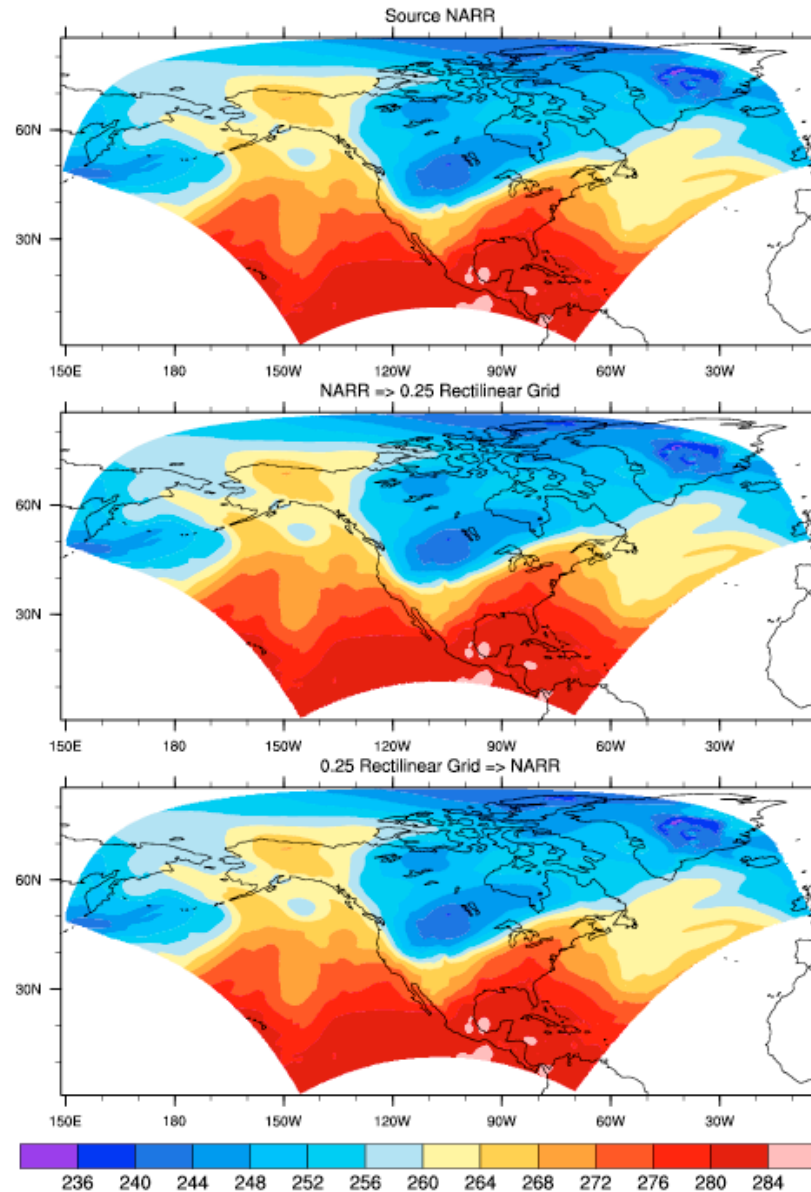 Source NARR
60N
30N
150E 180 150W 120W 90W 60W 30W
NARR => 0.25 Rectilinear Grid
60N
30N
150E 180 150W 120W 90W 60W 30W
0.25 Rectilinear Grid => NARR
60N
30N
150E 180 150W 120W 90W 60W 30W
236 240 244 248 252 256 260 264 268 272 276 280 284